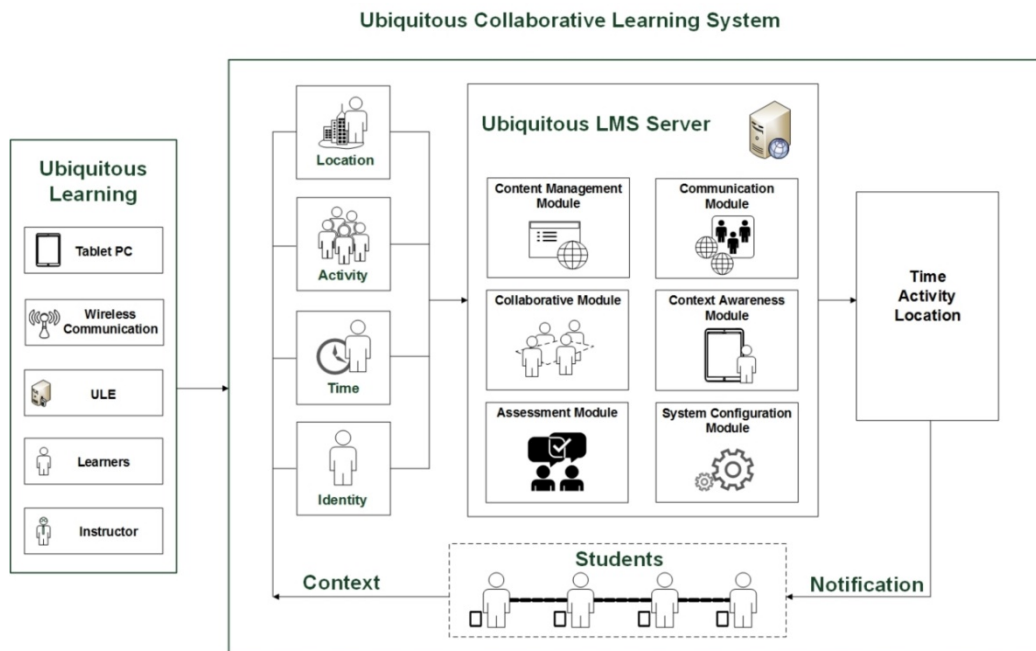 Ubiquitous Collaborative Learning System
Ubiquitous
Learning
Tablet PC
Wireless
Communication
ULE
Learners
Instructor
Location
Activity
Time
Identity
Ubiquitous LMS Server
Content Management
Module
Communication
Module
Collaborative Module
Context Awareness
Module
Assessment Module
System Configuration
Module
Time
Activity
Location
Context
Students
Notification